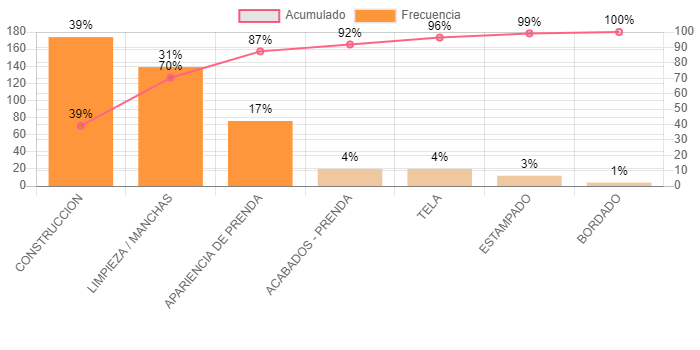 Acumulado Frecuencia
180 160 140 120 100 80 60 40 20 0
39% 31% 17% 4% 4% 3% 1%
39% 70% 87% 92% 96% 99% 100%
100 90 80 70 60 50 40 30 20 10 0
CONSTRUCCION
LIMPIEZA / MANCHAS
APARIENCIA DE PRENDA
ACABADOS - PRENDA
TELA
ESTAMPADO
BORDADO